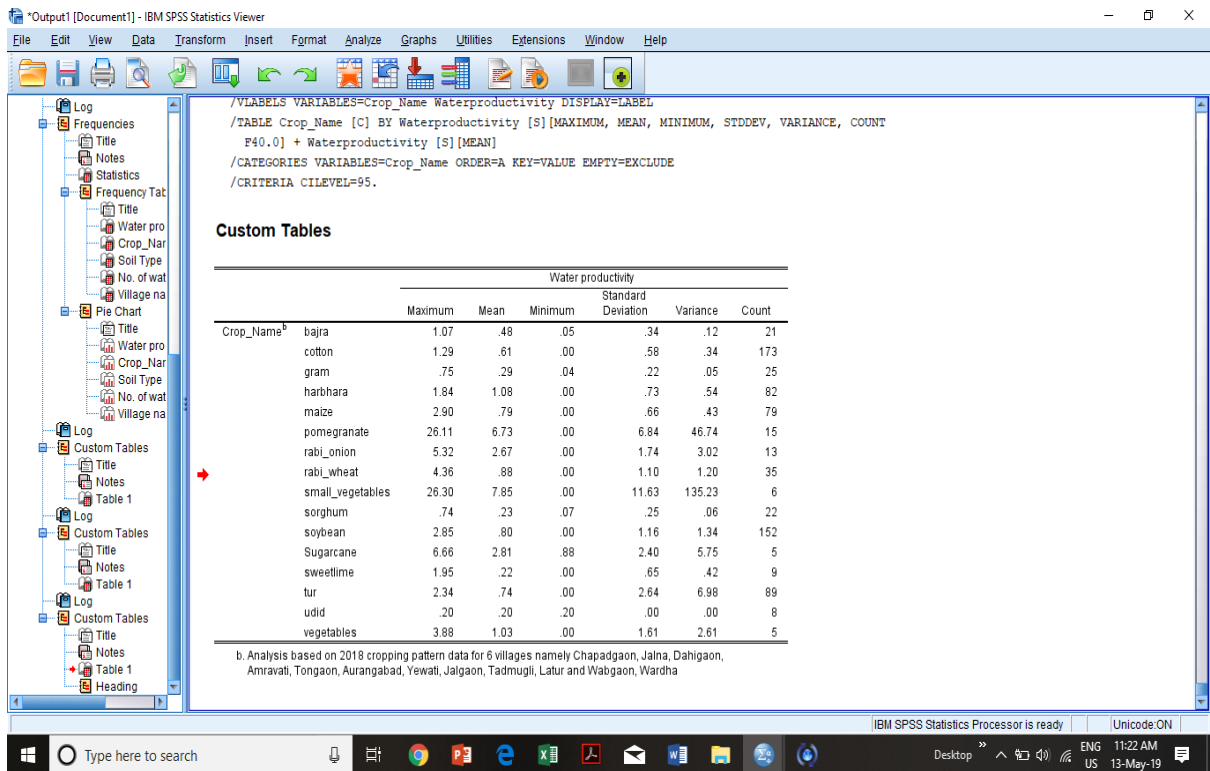 *Output1 [Document1] - IBM SPSS Statistics Viewer
File Edit View Data Transform Insert Format Analyze Graphs Utilities Extensions Window Help
Log
Frequencies
Title
Notes
Statistics
Frequency Tab
Title
Water pro
Crop_Nar
Soil Type
No. of wat
Village na
Pie Chart
Title
Water pro
Crop_Nar
Soil Type
No. of wat
Village na
Log
Custom Tables
Title
Notes
Table 1
Log
Custom Tables
Title
Notes
Table 1
Log
Custom Tables
Title
Notes
Table 1
Heading
/VLABELS VARIABLES=Crop_Name Waterproductivity DISPLAY=LABEL
/TABLE Crop_Name [C] BY Waterproductivity [S][MAXIMUM, MEAN, MINIMUM, STDDEV, VARIANCE, COUNT
F40.0] + Waterproductivity [S][MEAN]
/CATEGORIES VARIABLES=Crop_Name ORDER=A KEY=VALUE EMPTY=EXCLUDE
/CRITERIA CILEVEL=95.
Custom Tables
Water productivity
Maximum Mean Minimum Standard Deviation Variance Count
Crop_Name b bajra 1.07 .48 .05 .34 .12 21
cotton 1.29 .61 .00 .58 .34 173
gram .75 .29 .04 .22 .05 25
harbhara 1.84 1.08 .00 .73 .54 82
maize 2.90 .79 .00 .66 .43 79
pomegranate 26.11 6.73 .00 6.84 46.74 15
rabi_onion 5.32 2.67 .00 1.74 3.02 13
rabi_wheat 4.36 .88 .00 1.10 1.20 35
small_vegetables 26.30 7.85 .00 11.63 135.23 6
sorghum .74 .23 .07 .25 .06 22
soybean 2.85 .80 .00 1.16 1.34 152
Sugarcane 6.66 2.81 .88 2.40 5.75 5
sweetlime 1.95 .22 .00 .65 .42 9
tur 2.34 .74 .00 2.64 6.98 89
udid .20 .20 .20 .00 .00 8
vegetables 3.88 1.03 .00 1.61 2.61 5
b. Analysis based on 2018 cropping pattern data for 6 villages namely Chapadgaon, Jalna, Dahigaon,
Amravati, Tongaon, Aurangabad, Yewati, Jalgaon, Tadmugli, Latur and Wabgaon, Wardha
IBM SPSS Statistics Processor is ready Unicode:ON
Type here to search
Desktop ENG 11:22 AM
US 13-May-19